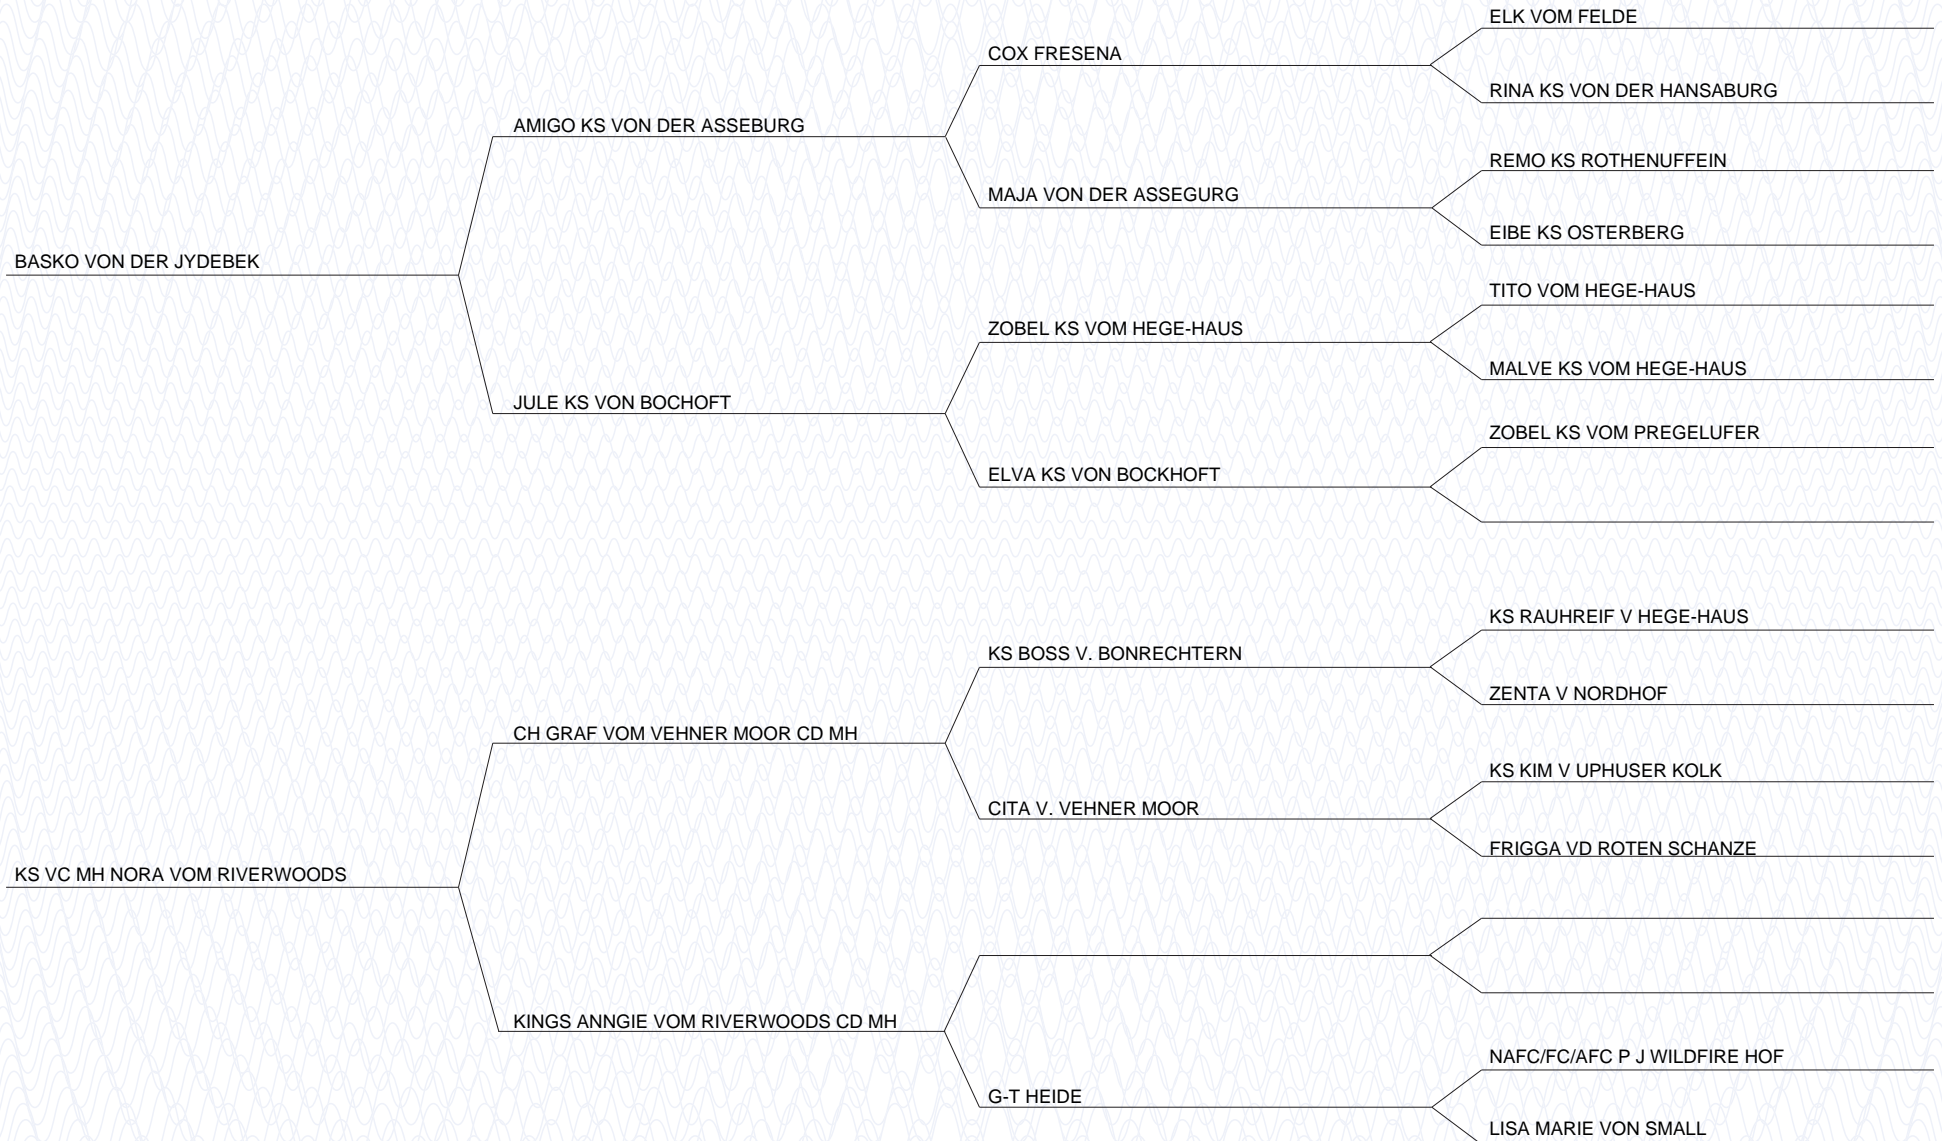 ELK VOM FELDE
COX FRESENA
RINA KS VON DER HANSABURG
AMIGO KS VON DER ASSEBURG
REMO KS ROTHENUFFEIN
MAJA VON DER ASSEGURG
EIBE KS OSTERBERG
BASKO VON DER JYDEBEK
TITO VOM HEGE-HAUS
ZOBEL KS VOM HEGE-HAUS
MALVE KS VOM HEGE-HAUS
JULE KS VON BOCHOFT
ZOBEL KS VOM PREGELUFER
ELVA KS VON BOCKHOFT
KS RAUHREIF V HEGE-HAUS
KS BOSS V. BONRECHTERN
ZENTA V NORDHOF
CH GRAF VOM VEHNER MOOR CD MH
KS KIM V UPHUSER KOLK
CITA V. VEHNER MOOR
FRIGGA VD ROTEN SCHANZE
KS VC MH NORA VOM RIVERWOODS
KINGS ANNGIE VOM RIVERWOODS CD MH
NAFC/FC/AFC P J WILDFIRE HOF
G-T HEIDE
LISA MARIE VON SMALL